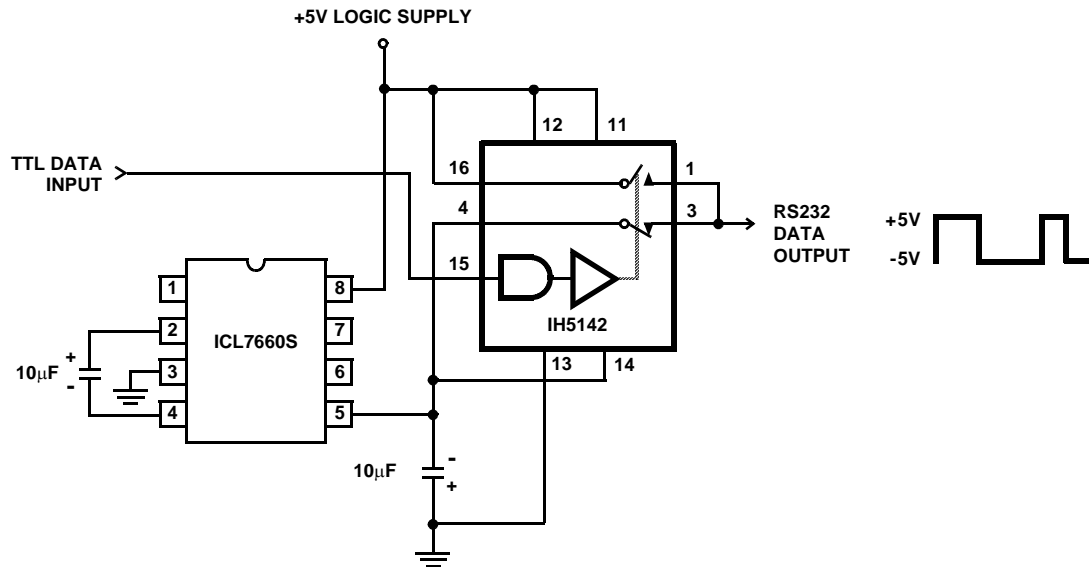 +5V LOGIC SUPPLY
12
11
TTL DATA
INPUT
16
1
4
3
RS232
DATA
OUTPUT
+5V
-5V
15
IH5142
13
14
1
2
3
4
8
7
6
5
ICL7660S
+
10µF
-
10µF
-
+